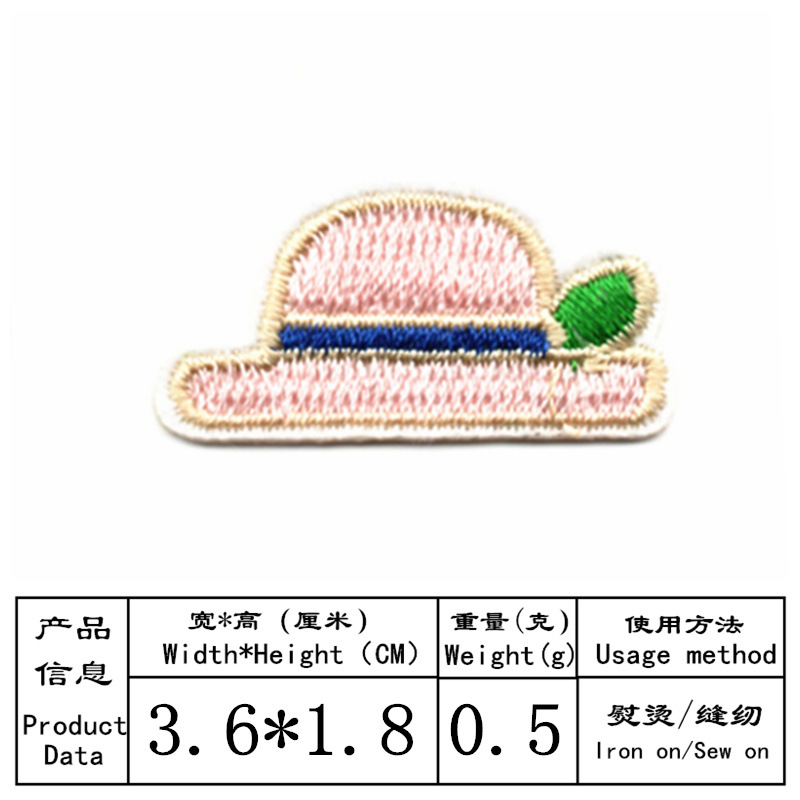 产品
信息
Product
Data
宽*高 (厘米)
Width*Height (CM)
3.6*1.8
重量(克)
Weight(g)
0.5
使用方法
Usage method
熨烫/缝纫
Iron on/Sew on